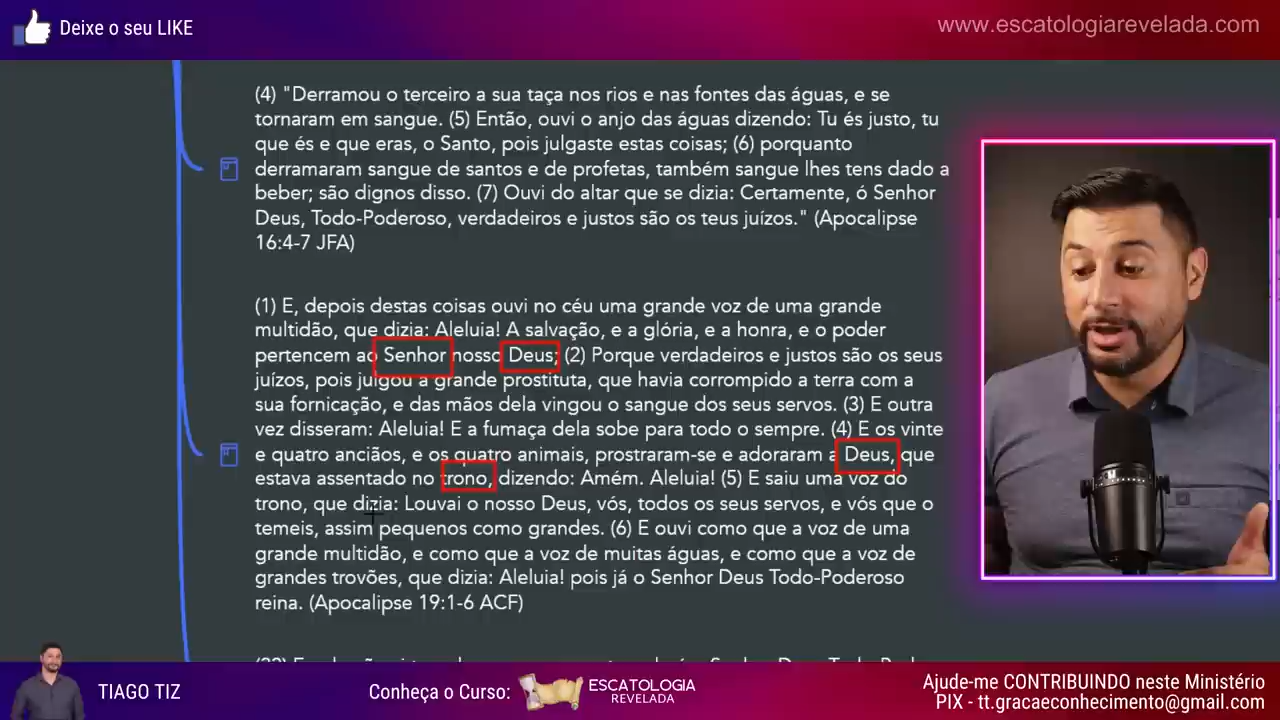 Deixe o seu LIKE
www.escatologiarevelada.com
(4) "Derramou o terceiro a sua taça nos rios e nas fontes das águas, e se
tornaram em sangue. (5) Então, ouvi o anjo das águas dizendo: Tu és justo, tu
que és e que eras, o Santo, pois julgaste estas coisas; (6) porquanto
derramaram sangue de santos e de profetas, também sangue lhes tens dado a
beber; são dignos disso. (7) Ouvi do altar que se dizia: Certamente, ó Senhor
Deus, Todo-Poderoso, verdadeiros e justos são os teus juízos." (Apocalipse
16:4-7 JFA)
(1) E, depois destas coisas ouvi no céu uma grande voz de uma grande
multidão, que dizia: Aleluia! A salvação, e a glória, e a honra, e o poder
pertencem ao Senhor nosso Deus; (2) Porque verdadeiros e justos são os seus
juízos, pois julgou a grande prostituta, que havia corrompido a terra com a
sua fornicação, e das mãos dela vingou o sangue dos seus servos. (3) E outra
vez disseram: Aleluia! E a fumaça dela sobe para todo o sempre. (4) E os vinte
e quatro anciãos, e os quatro animais, prostraram-se e adoraram a Deus, que
estava assentado no trono, dizendo: Amém. Aleluia! (5) E saiu uma voz do
trono, que dizia: Louvai o nosso Deus, vós, todos os seus servos, e vós que o
temeis, assim pequenos como grandes. (6) E ouvi como que a voz de uma
grande multidão, e como que a voz de muitas águas, e como que a voz de
grandes trovões, que dizia: Aleluia! pois já o Senhor Deus Todo-Poderoso
reina. (Apocalipse 19:1-6 ACF)
TIAGO TIZ
Conheça o Curso:
ESCATOLOGIA
REVELADA
Ajude-me CONTRIBUINDO neste Ministério
PIX - tt.gracaeconhecimento@gmail.com